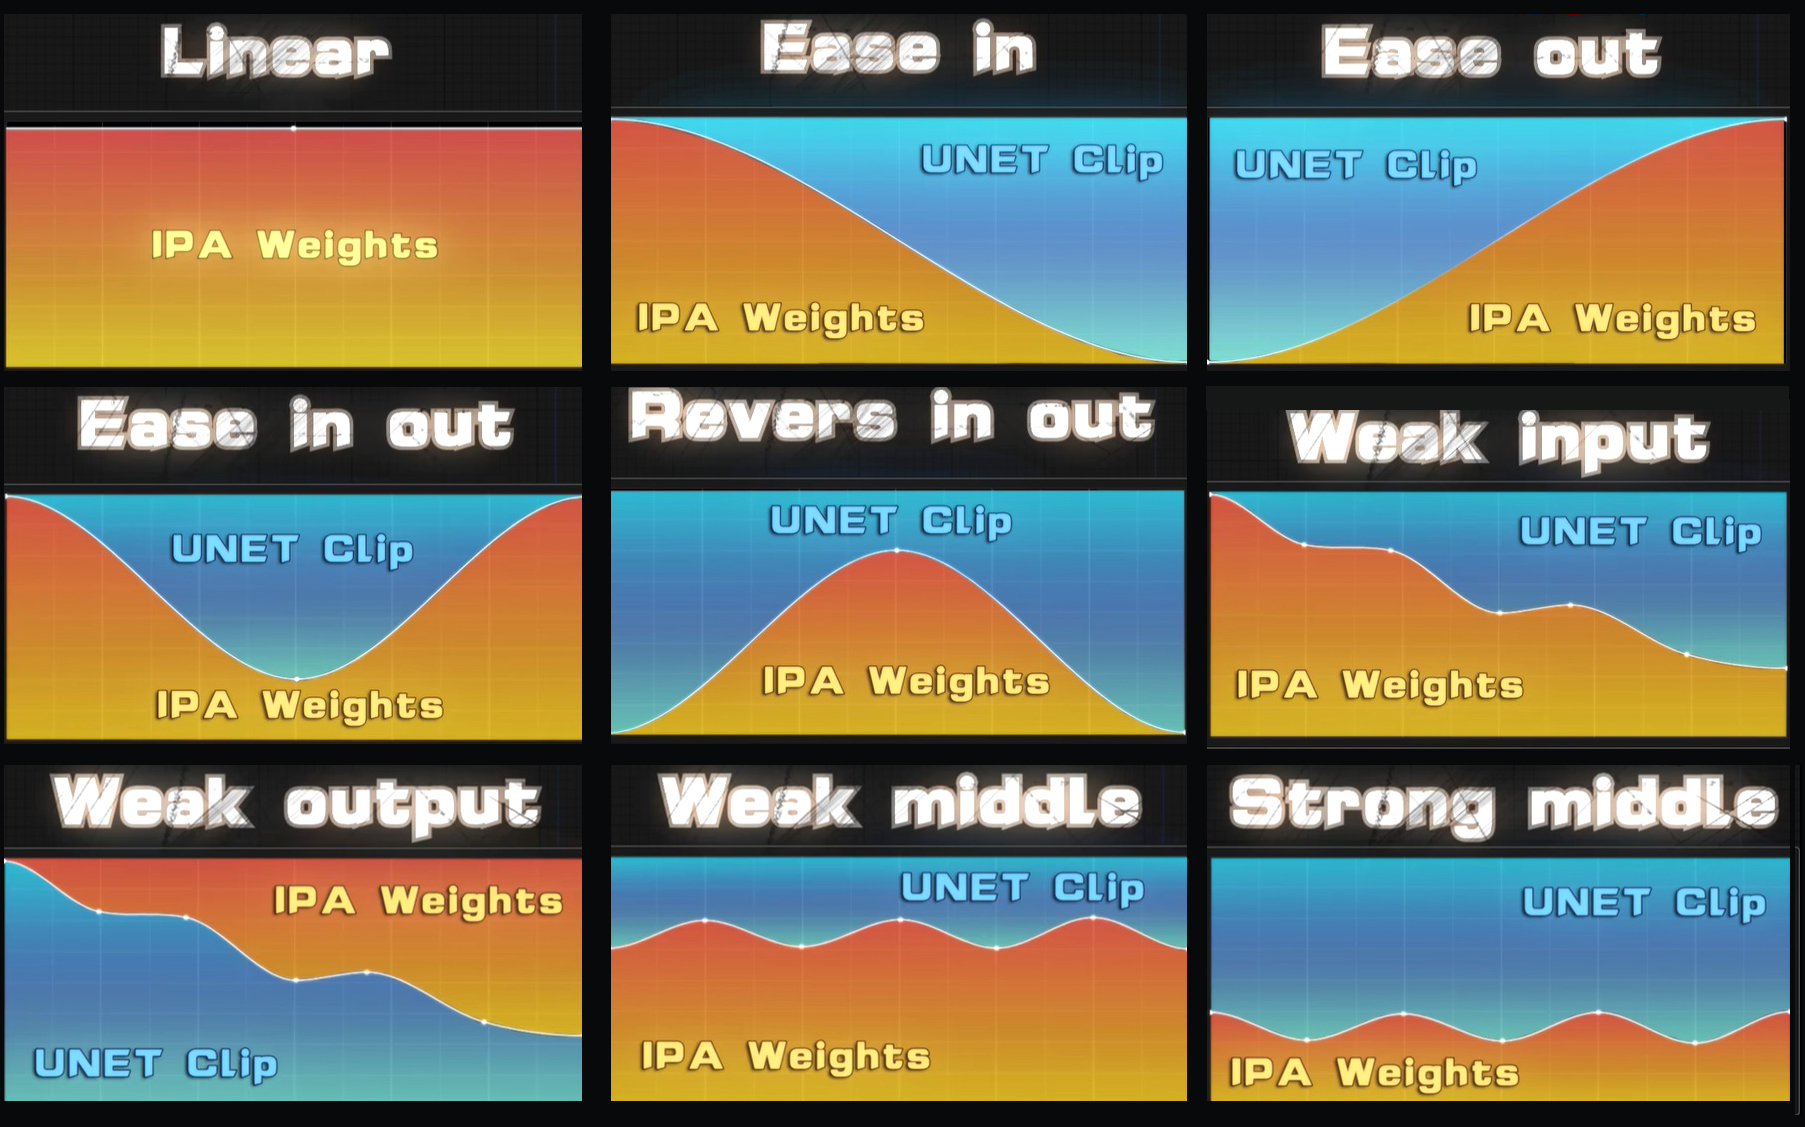 Linear
IPA Weights
Ease in
UNET Clip
IPA Weights
Ease out
UNET Clip
IPA Weights
Ease in out
UNET Clip
IPA Weights
Revers in out
UNET Clip
IPA Weights
Weak input
UNET Clip
IPA Weights
Weak output
IPA Weights
UNET Clip
Weak middle
UNET Clip
IPA Weights
Strong middle
UNET Clip
IPA Weights